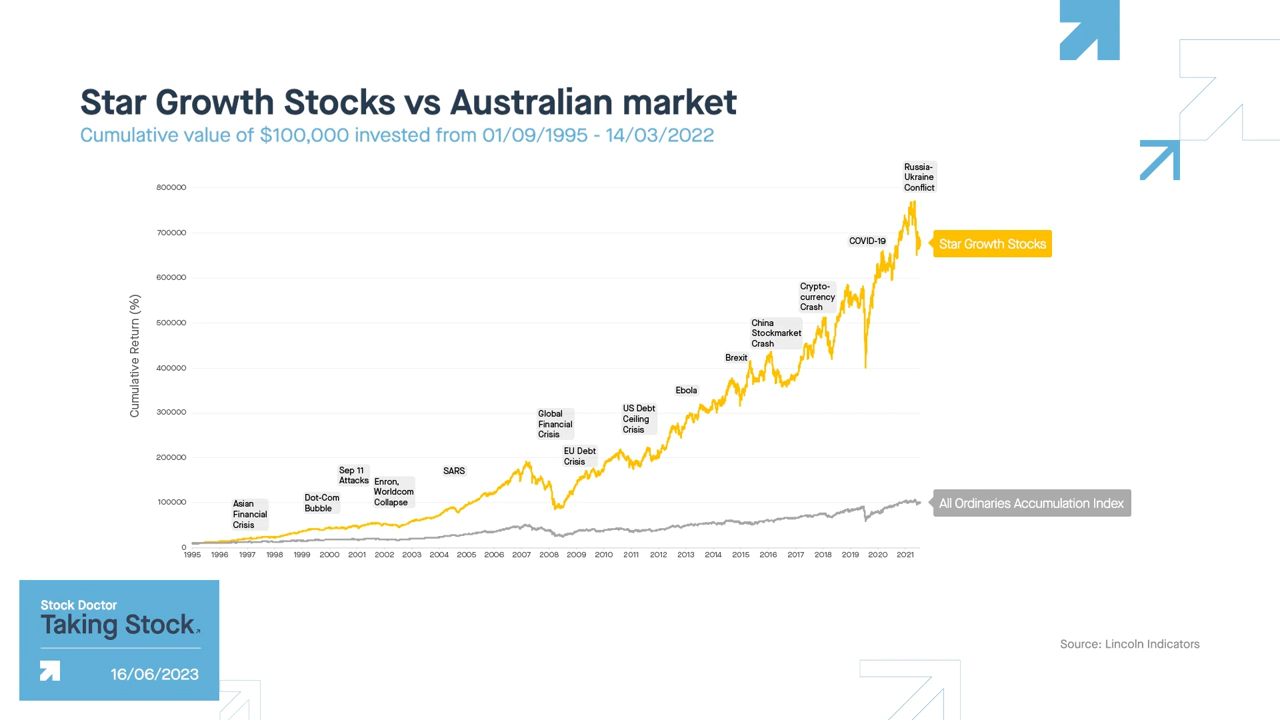 Star Growth Stocks vs Australian market
Cumulative value of $100,000 invested from 01/09/1995 - 14/03/2022
Russia-
Ukraine
Conflict
800000
700000
600000
500000
400000
300000
200000
100000
0
Cumulative Return (%)
Star Growth Stocks
COVID-19
Crypto-
currency
Crash
China
Stockmarket
Crash
Brexit
Ebola
US Debt
Ceiling
Crisis
Global
Financial
Crisis
EU Debt
Crisis
SARS
Sep 11
Attacks
Enron,
Worldcom
Collapse
Dot-Com
Bubble
Asian
Financial
Crisis
All Ordinaries Accumulation Index
1995 1996 1997 1998 1999 2000 2001 2002 2003 2004 2005 2006 2007 2008 2009 2010 2011 2012 2013 2014 2015 2016 2017 2018 2019 2020 2021
Stock Doctor
Taking Stock
16/06/2023
Source: Lincoln Indicators